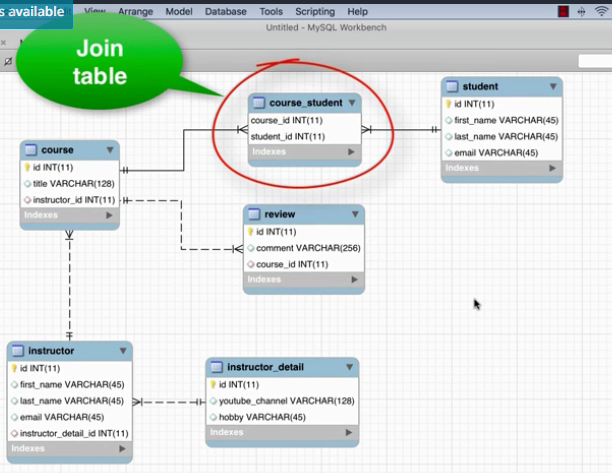 s available
View Arrange Model Database Tools Scripting Help
Untitled - MySQL Workbench
Join
table
course_student
course_id INT(11)
student_id INT(11)
Indexes
student
id INT(11)
first_name VARCHAR(45)
last_name VARCHAR(45)
email VARCHAR(45)
Indexes
course
id INT(11)
title VARCHAR(128)
instructor_id INT(11)
Indexes
review
id INT(11)
comment VARCHAR(256)
course_id INT(11)
Indexes
instructor
id INT(11)
first_name VARCHAR(45)
last_name VARCHAR(45)
email VARCHAR(45)
instructor_detail_id INT(11)
Indexes
instructor_detail
id INT(11)
youtube_channel VARCHAR(128)
hobby VARCHAR(45)
Indexes